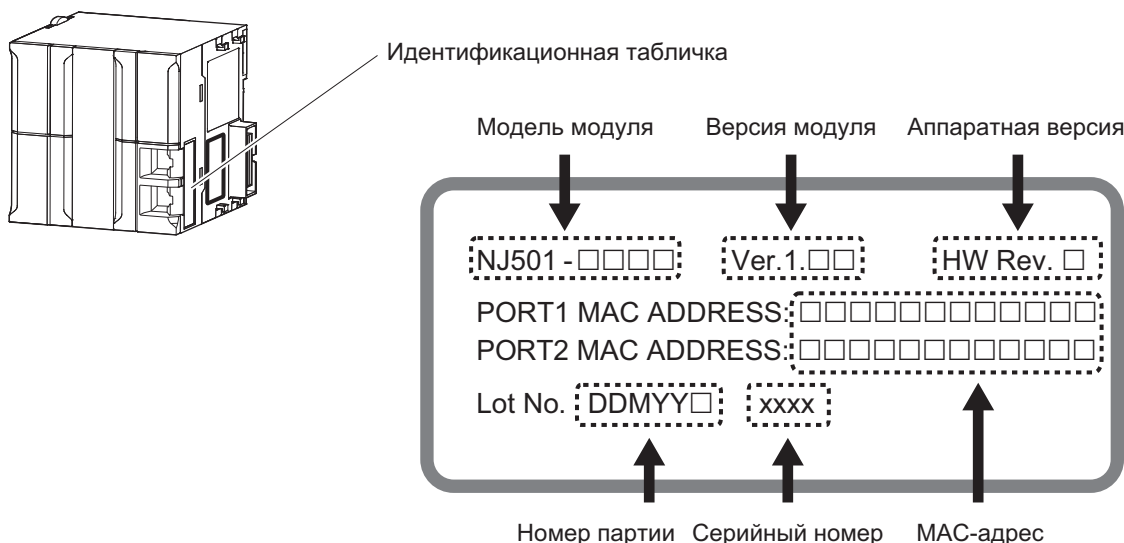 Идентификационная табличка
Модель модуля Версия модуля Аппаратная версия
NJ501 - □□□□ Ver.1.□□ HW Rev. □
PORT1 MAC ADDRESS: □□□□□□□□□□□□
PORT2 MAC ADDRESS: □□□□□□□□□□□□
Lot No. DDMYY□ xxxx
Номер партии Серийный номер MAC-адрес